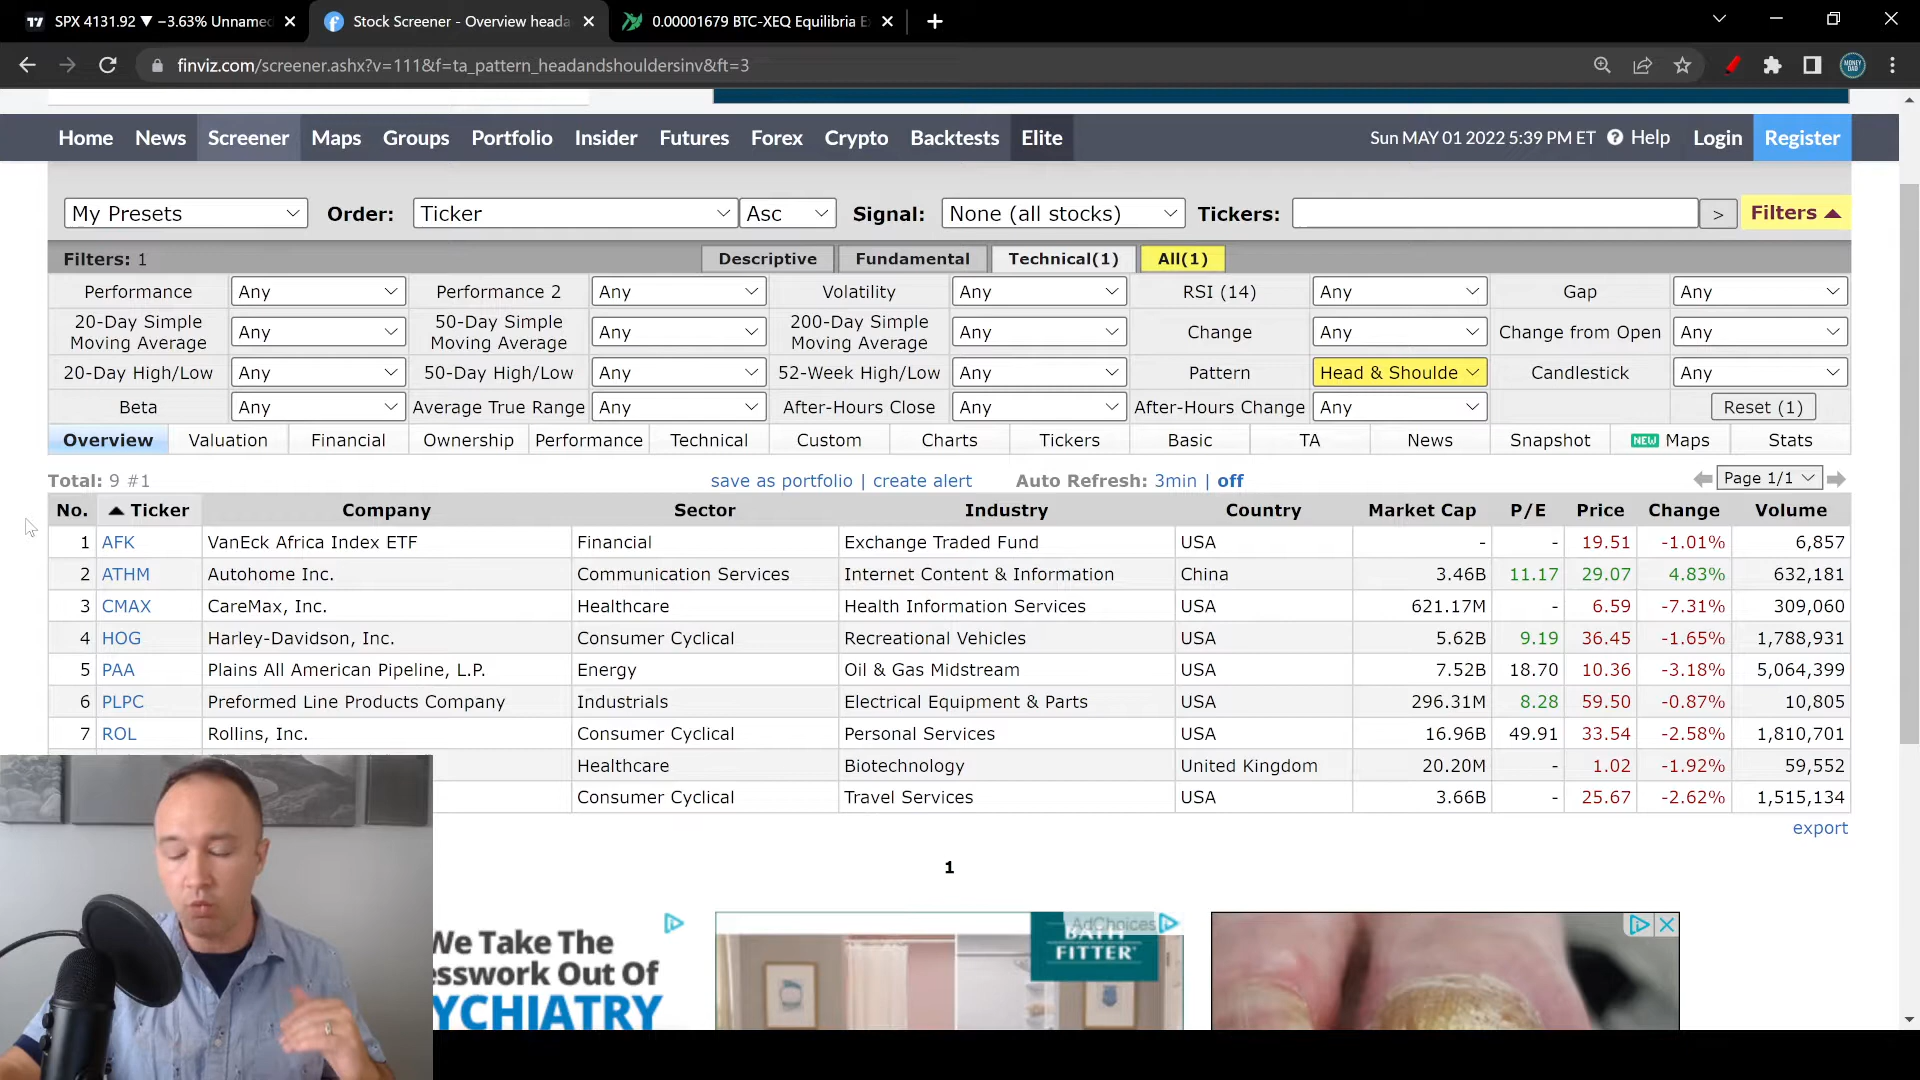 SPX 4131.92 ▼ −3.63% Unnamed
Stock Screener - Overview heada
0.00001679 BTC-XEQ Equilibria E
finviz.com/screener.ashx?v=111&f=ta_pattern_headandshouldersinv&ft=3
Home News Screener Maps Groups Portfolio Insider Futures Forex Crypto Backtests Elite Sun MAY 01 2022 5:39 PM ET Help Login Register
My Presets Order: Ticker Asc Signal: None (all stocks) Tickers: > Filters
Filters: 1 Descriptive Fundamental Technical(1) All(1)
Performance Any Performance 2 Any Volatility Any RSI (14) Any Gap Any
20-Day Simple Moving Average Any 50-Day Simple Moving Average Any 200-Day Simple Moving Average Any Change Any Change from Open Any
20-Day High/Low Any 50-Day High/Low Any 52-Week High/Low Any Pattern Head & Shoulde Candlestick Any
Beta Any Average True Range Any After-Hours Close Any After-Hours Change Any Reset (1)
Overview Valuation Financial Ownership Performance Technical Custom Charts Tickers Basic TA News Snapshot NEW Maps Stats
Total: 9 #1 save as portfolio | create alert Auto Refresh: 3min | off Page 1/1
No. Ticker Company Sector Industry Country Market Cap P/E Price Change Volume
1 AFK VanEck Africa Index ETF Financial Exchange Traded Fund USA - - 19.51 -1.01% 6,857
2 ATHM Autohome Inc. Communication Services Internet Content & Information China 3.46B 11.17 29.07 4.83% 632,181
3 CMAX CareMax, Inc. Healthcare Health Information Services USA 621.17M - 6.59 -7.31% 309,060
4 HOG Harley-Davidson, Inc. Consumer Cyclical Recreational Vehicles USA 5.62B 9.19 36.45 -1.65% 1,788,931
5 PAA Plains All American Pipeline, L.P. Energy Oil & Gas Midstream USA 7.52B 18.70 10.36 -3.18% 5,064,399
6 PLPC Preformed Line Products Company Industrials Electrical Equipment & Parts USA 296.31M 8.28 59.50 -0.87% 10,805
7 ROL Rollins, Inc. Consumer Cyclical Personal Services USA 16.96B 49.91 33.54 -2.58% 1,810,701
Healthcare Biotechnology United Kingdom 20.20M - 1.02 -1.92% 59,552
Consumer Cyclical Travel Services USA 3.66B - 25.67 -2.62% 1,515,134
export
1
We Take The
esswork Out Of
YCHIATRY
AdChoices
BATH
FITTER